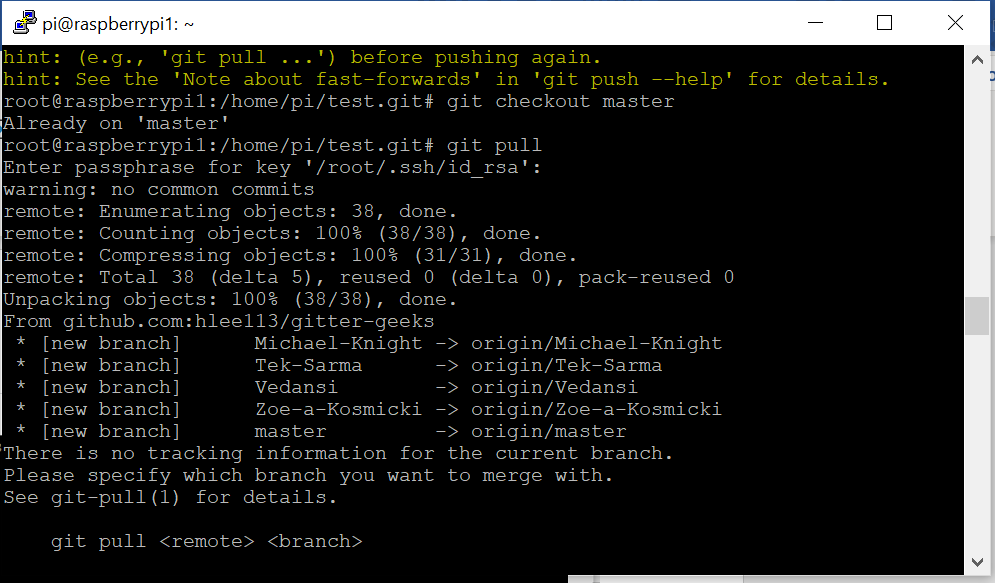 pi@raspberrypi1: ~
hint: (e.g., 'git pull ...') before pushing again.
hint: See the 'Note about fast-forwards' in 'git push --help' for details.
root@raspberrypi1:/home/pi/test.git# git checkout master
Already on 'master'
root@raspberrypi1:/home/pi/test.git# git pull
Enter passphrase for key '/root/.ssh/id_rsa':
warning: no common commits
remote: Enumerating objects: 38, done.
remote: Counting objects: 100% (38/38), done.
remote: Compressing objects: 100% (31/31), done.
remote: Total 38 (delta 5), reused 0 (delta 0), pack-reused 0
Unpacking objects: 100% (38/38), done.
From github.com:hlee113/gitter-geeks
 * [new branch]      Michael-Knight -> origin/Michael-Knight
 * [new branch]      Tek-Sarma      -> origin/Tek-Sarma
 * [new branch]      Vedansi        -> origin/Vedansi
 * [new branch]      Zoe-a-Kosmicki -> origin/Zoe-a-Kosmicki
 * [new branch]      master         -> origin/master
There is no tracking information for the current branch.
Please specify which branch you want to merge with.
See git-pull(1) for details.
    git pull <remote> <branch>